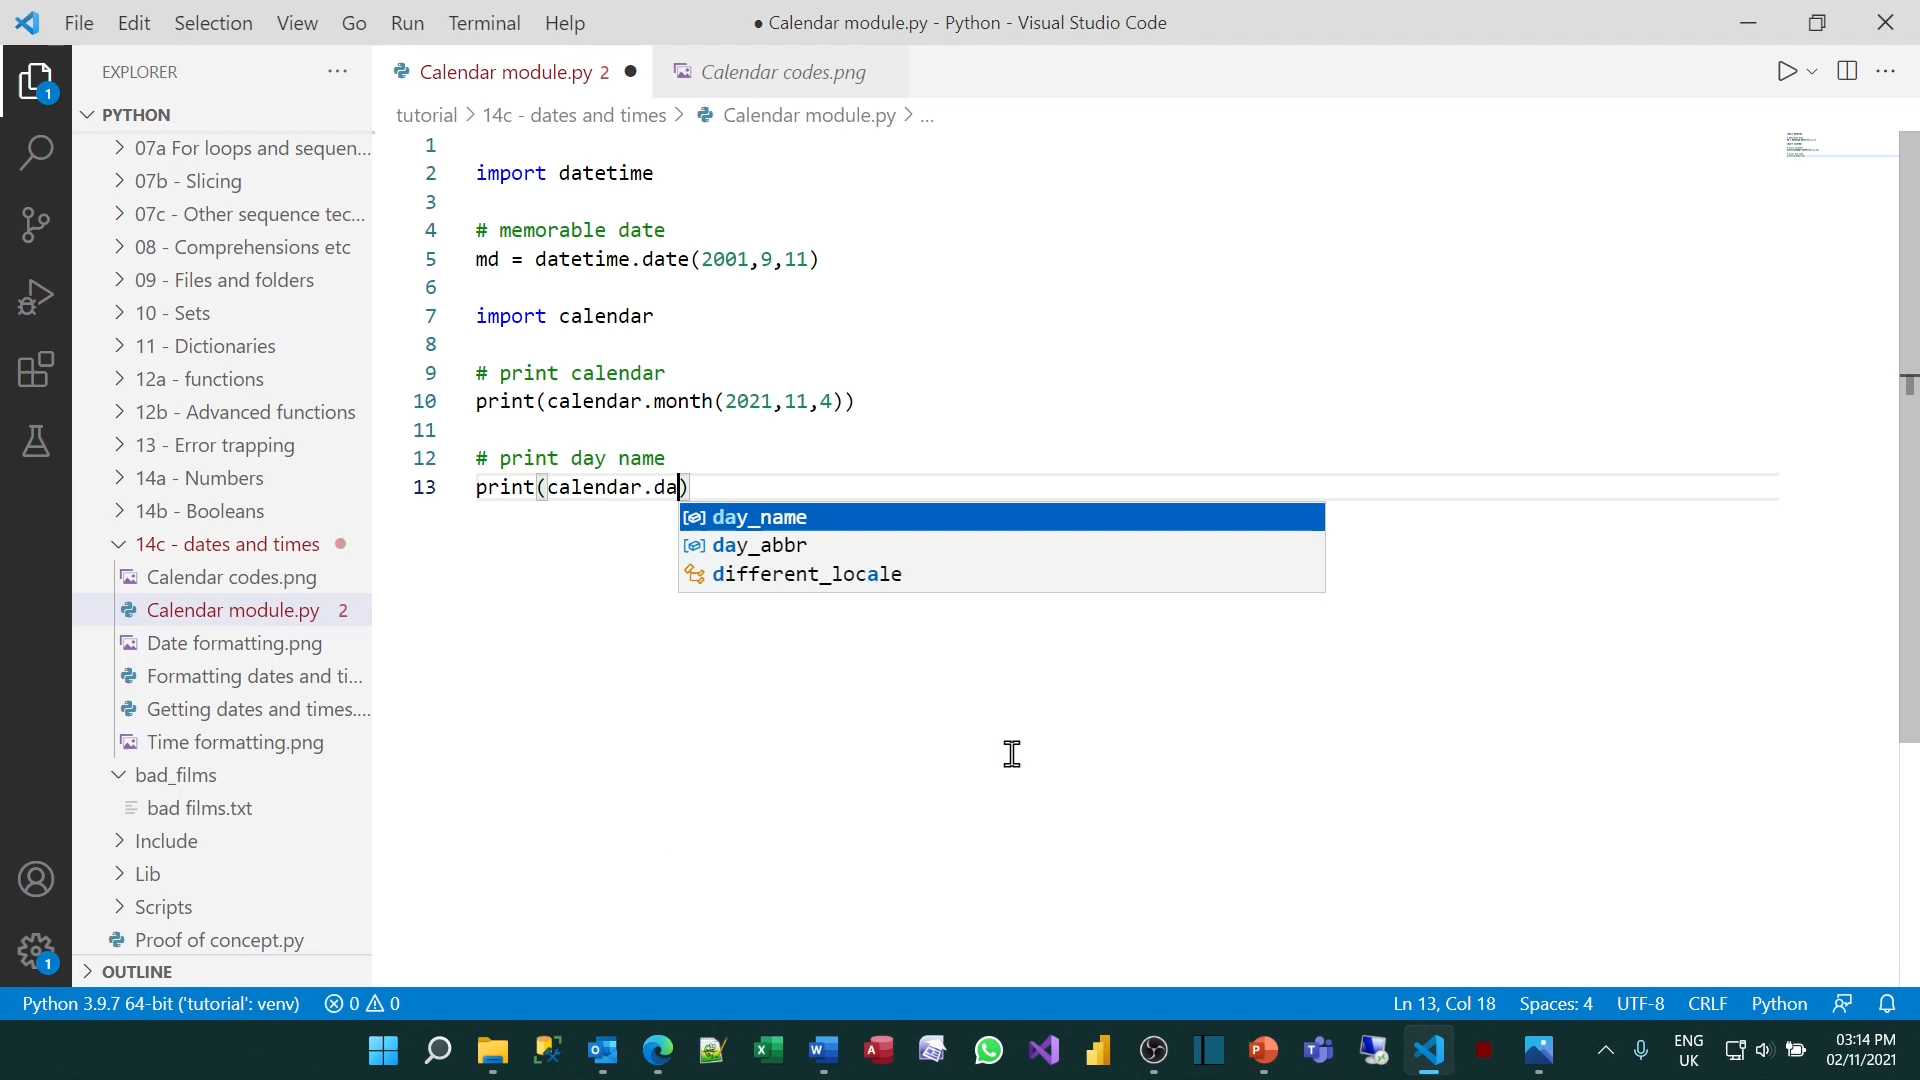 File Edit Selection View Go Run Terminal Help
● Calendar module.py - Python - Visual Studio Code
EXPLORER ...
Calendar module.py 2 ●
Calendar codes.png
1
PYTHON
tutorial > 14c - dates and times > Calendar module.py > ...
07a For loops and sequen...
07b - Slicing
07c - Other sequence tec...
08 - Comprehensions etc
09 - Files and folders
10 - Sets
11 - Dictionaries
12a - functions
12b - Advanced functions
13 - Error trapping
14a - Numbers
14b - Booleans
14c - dates and times
Calendar codes.png
Calendar module.py 2
Date formatting.png
Formatting dates and ti...
Getting dates and times....
Time formatting.png
bad_films
bad films.txt
Include
Lib
Scripts
Proof of concept.py
OUTLINE
1
1
2 import datetime
3
4 # memorable date
5 md = datetime.date(2001,9,11)
6
7 import calendar
8
9 # print calendar
10 print(calendar.month(2021,11,4))
11
12 # print day name
13 print(calendar.da)
day_name
day_abbr
different_locale
Python 3.9.7 64-bit ('tutorial': venv) 0 0
Ln 13, Col 18 Spaces: 4 UTF-8 CRLF Python
ENG
UK
03:14 PM
02/11/2021